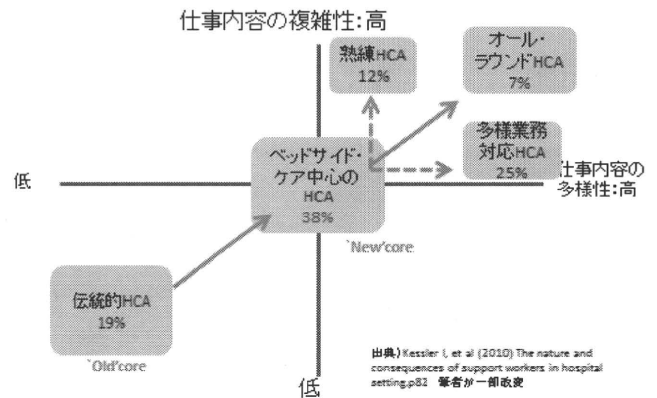 仕事内容の複雑性:高
熟練HCA
12%
オール・
ラウンドHCA
7%
多様業務
対応HCA
25%
低
仕事内容の
多様性:高
ベッドサイド・
ケア中心の
HCA
38%
`New'core
伝統的HCA
19%
`Old'core
低
出典)Kessler I, et al (2010) The nature and
consequences of support workers in hospital
setting,p82 筆者が一部改変